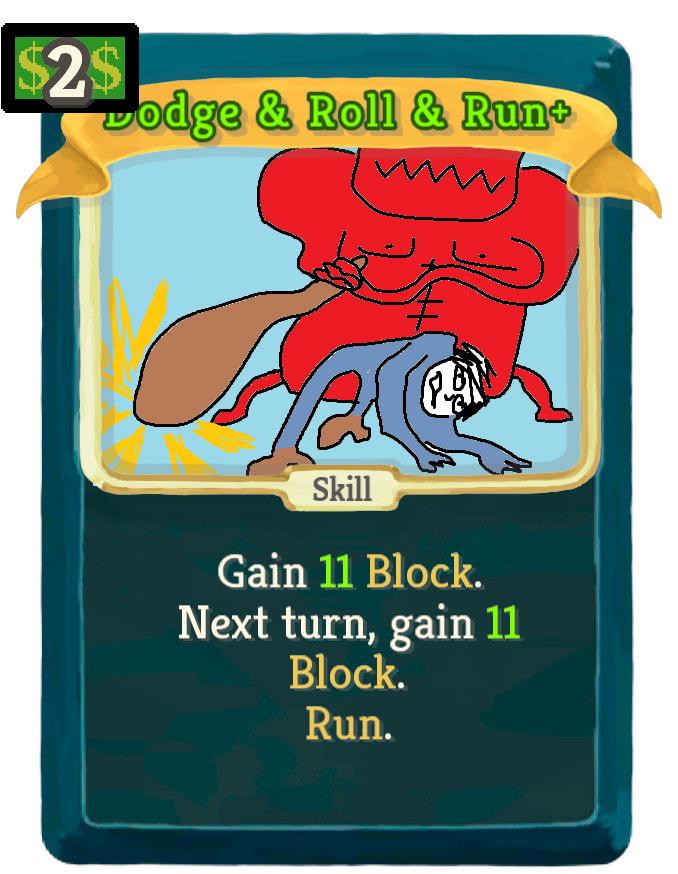 $2$
Dodge & Roll & Run+
Skill
Gain 11 Block.
Next turn, gain 11
Block.
Run.